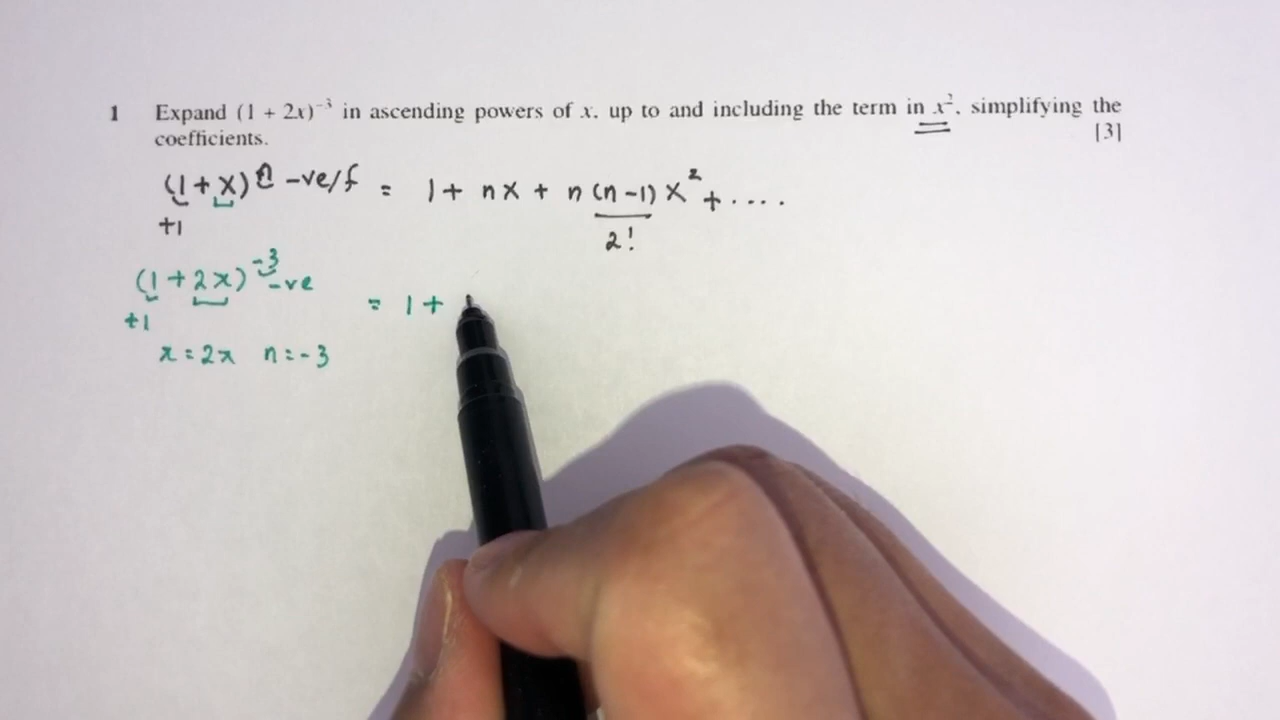 1 Expand (1 + 2x)⁻³ in ascending powers of x, up to and including the term in x², simplifying the
coefficients. [3]
(1+x)ⁿ -ve/f = 1 + nx + n(n-1)/2! x² + ....
+1
(1+2x)⁻³ -ve = 1 +
+1
x = 2x n = -3